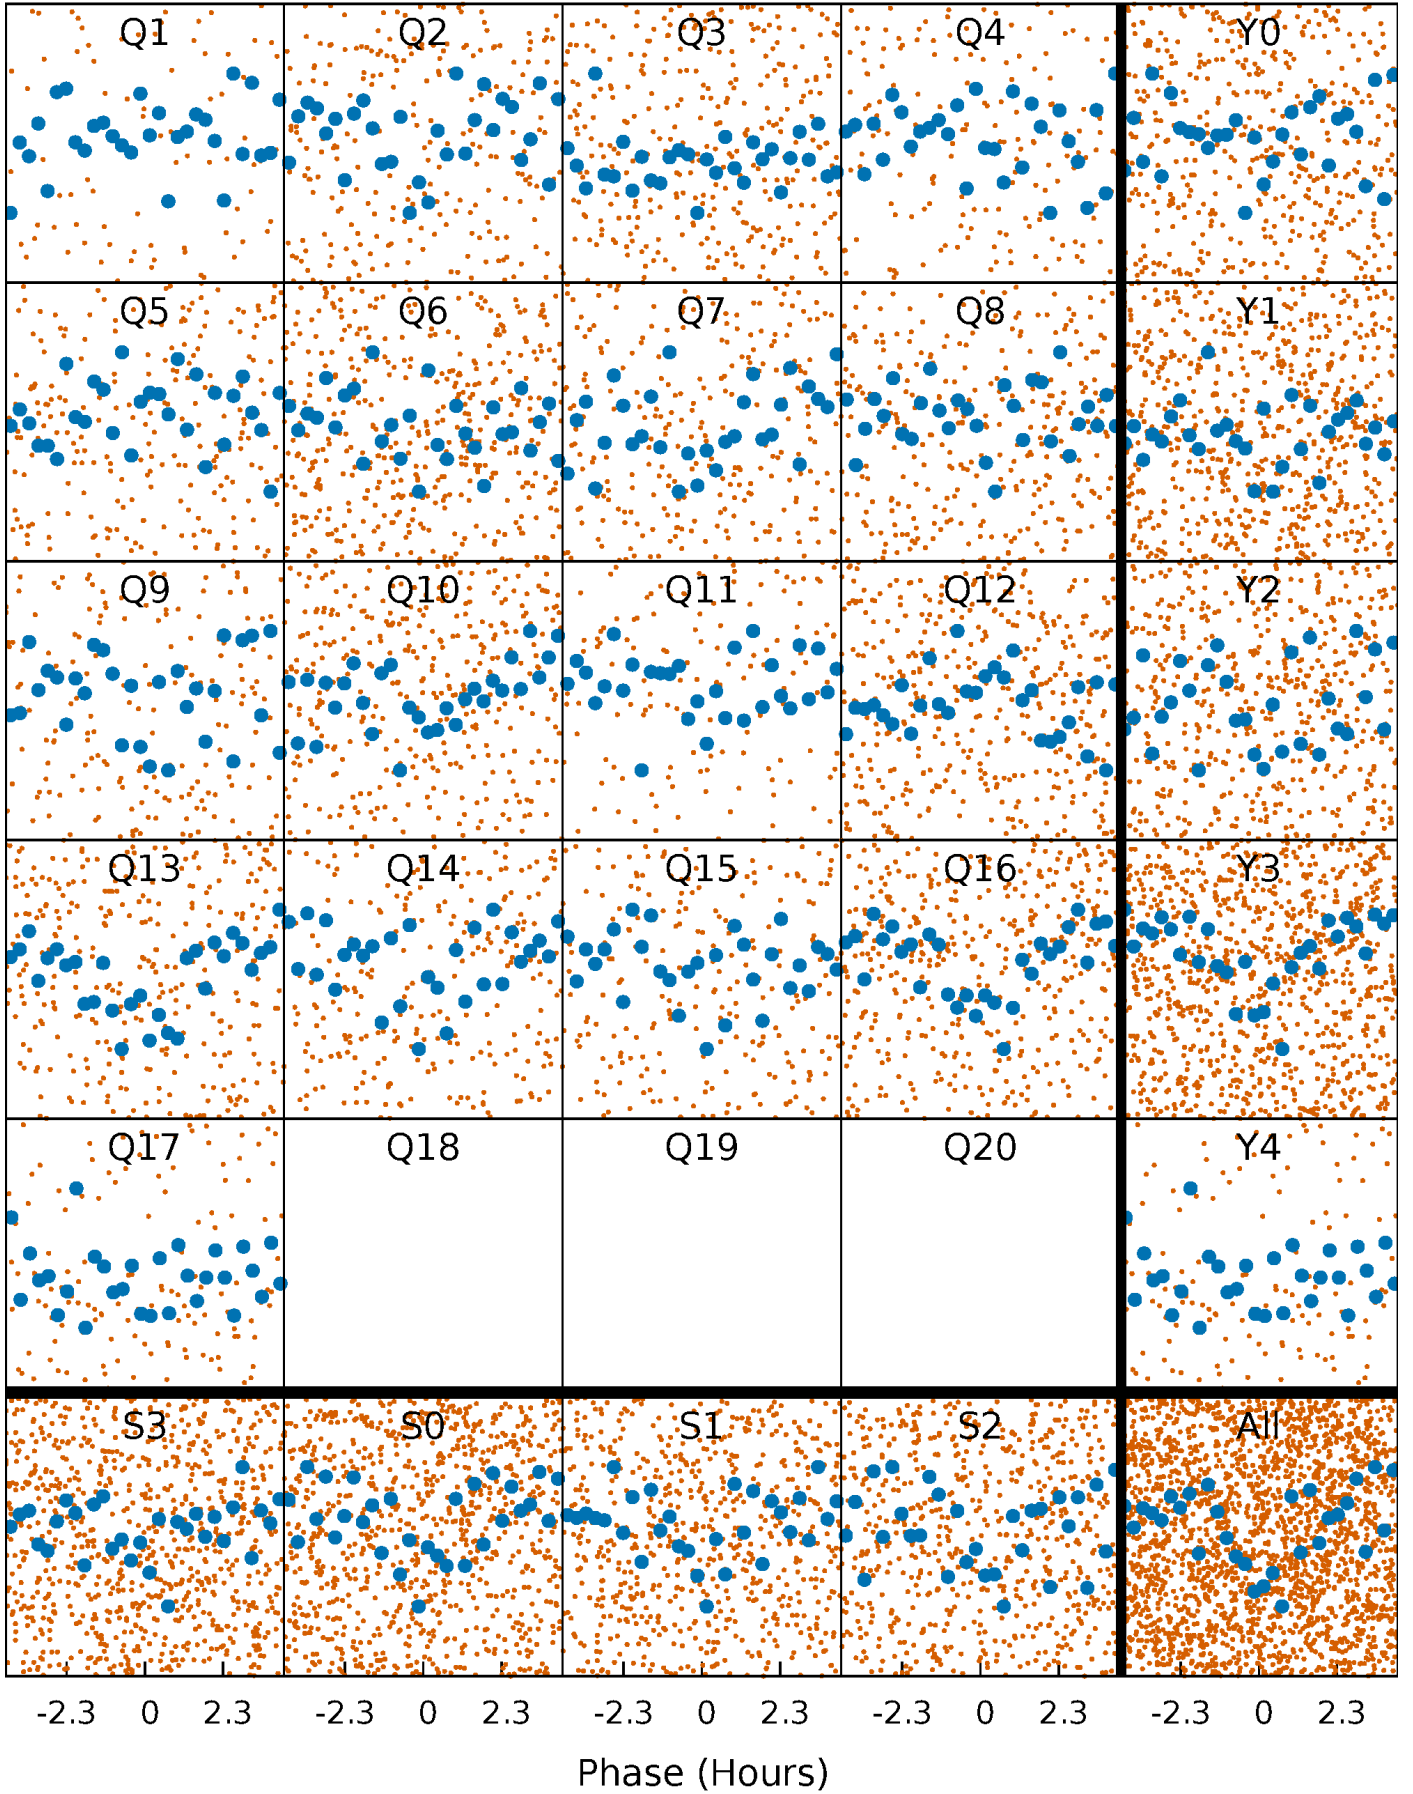 Q1 Q2 Q3 Q4 Y0
Q5 Q6 Q7 Q8 Y1
Q9 Q10 Q11 Q12 Y2
Q13 Q14 Q15 Q16 Y3
Q17 Q18 Q19 Q20 Y4
S3 S0 S1 S2 All
-2.3 0 2.3 -2.3 0 2.3 -2.3 0 2.3 -2.3 0 2.3 -2.3 0 2.3
Phase (Hours)